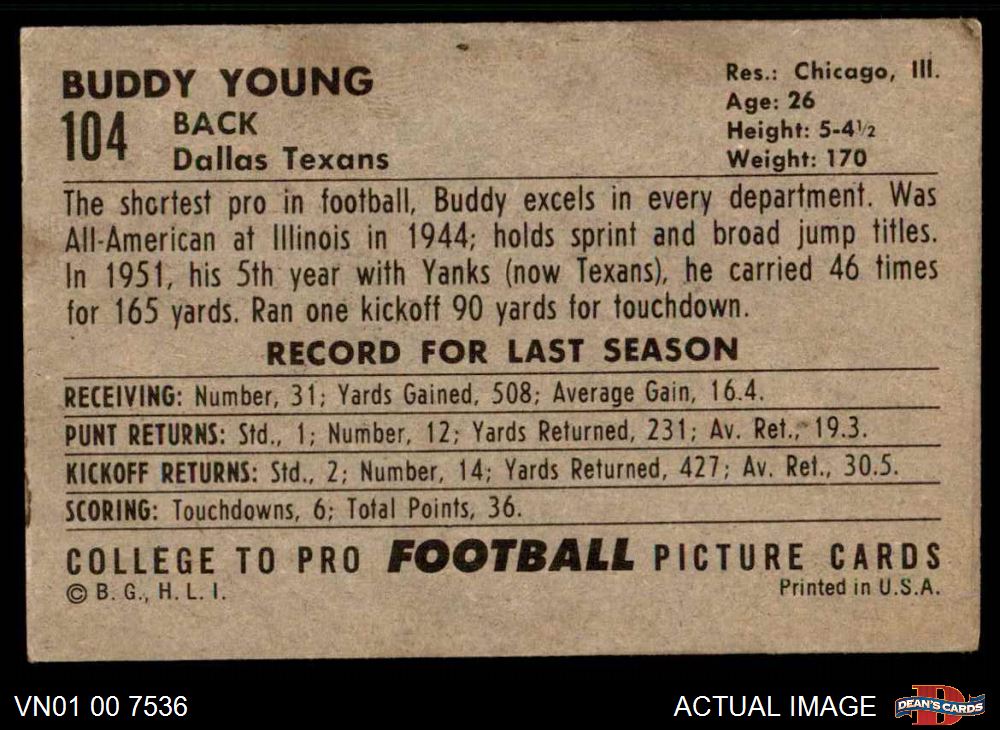 BUDDY YOUNG
104
BACK
Dallas Texans
Res.: Chicago, Ill.
Age: 26
Height: 5-4½
Weight: 170
The shortest pro in football, Buddy excels in every department. Was
All-American at Illinois in 1944; holds sprint and broad jump titles.
In 1951, his 5th year with Yanks (now Texans), he carried 46 times
for 165 yards. Ran one kickoff 90 yards for touchdown.
RECORD FOR LAST SEASON
RECEIVING: Number, 31; Yards Gained, 508; Average Gain, 16.4.
PUNT RETURNS: Std., 1; Number, 12; Yards Returned, 231; Av. Ret., 19.3.
KICKOFF RETURNS: Std., 2; Number, 14; Yards Returned, 427; Av. Ret., 30.5.
SCORING: Touchdowns, 6; Total Points, 36.
COLLEGE TO PRO FOOTBALL PICTURE CARDS
© B. G., H. L. I.
Printed in U.S.A.
VN01 00 7536
ACTUAL IMAGE
D
DEAN'S CARDS